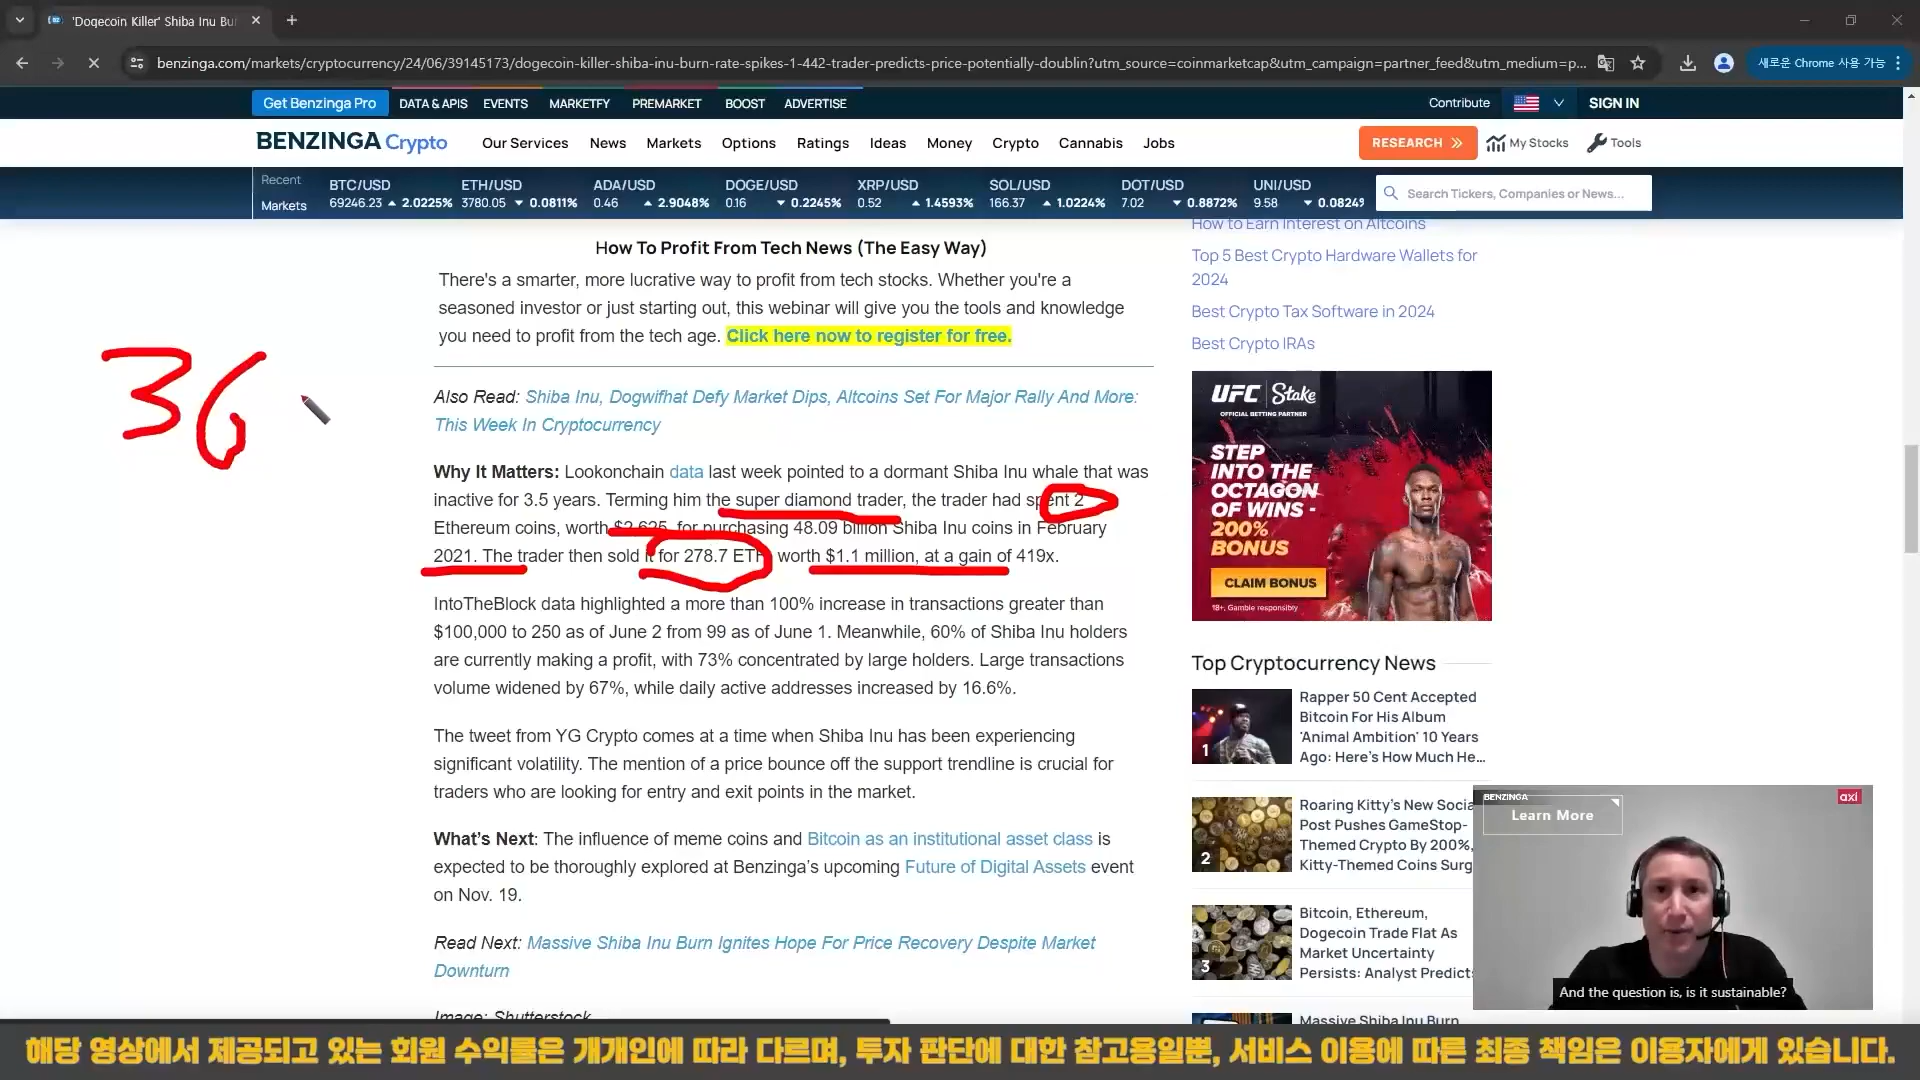 'Dogecoin Killer' Shiba Inu Bu
benzinga.com/markets/cryptocurrency/24/06/39145173/dogecoin-killer-shiba-inu-burn-rate-spikes-1-442-trader-predicts-price-potentially-doublin?utm_source=coinmarketcap&utm_campaign=partner_feed&utm_medium=p...
새로운 Chrome 사용 가능
Get Benzinga Pro
DATA & APIS EVENTS MARKETFY PREMARKET BOOST ADVERTISE
Contribute
SIGN IN
BENZINGA Crypto
Our Services News Markets Options Ratings Ideas Money Crypto Cannabis Jobs
RESEARCH
My Stocks
Tools
Recent
Markets
BTC/USD ETH/USD ADA/USD DOGE/USD XRP/USD SOL/USD DOT/USD UNI/USD
69246.23 ▲ 2.0225% 3780.05 ▼ 0.0811% 0.46 ▲ 2.9048% 0.16 ▼ 0.2245% 0.52 ▲ 1.4593% 166.37 ▲ 1.0224% 7.02 ▼ 0.8872% 9.58 ▼ 0.0824%
Search Tickers, Companies or News...
How To Profit From Tech News (The Easy Way)
There's a smarter, more lucrative way to profit from tech stocks. Whether you're a
seasoned investor or just starting out, this webinar will give you the tools and knowledge
you need to profit from the tech age. Click here now to register for free.
36
Also Read: Shiba Inu, Dogwifhat Defy Market Dips, Altcoins Set For Major Rally And More:
This Week In Cryptocurrency
Why It Matters: Lookonchain data last week pointed to a dormant Shiba Inu whale that was
inactive for 3.5 years. Terming him the super diamond trader, the trader had spent 2
Ethereum coins, worth $2,625, for purchasing 48.09 billion Shiba Inu coins in February
2021. The trader then sold it for 278.7 ETH worth $1.1 million, at a gain of 419x.
IntoTheBlock data highlighted a more than 100% increase in transactions greater than
$100,000 to 250 as of June 2 from 99 as of June 1. Meanwhile, 60% of Shiba Inu holders
are currently making a profit, with 73% concentrated by large holders. Large transactions
volume widened by 67%, while daily active addresses increased by 16.6%.
The tweet from YG Crypto comes at a time when Shiba Inu has been experiencing
significant volatility. The mention of a price bounce off the support trendline is crucial for
traders who are looking for entry and exit points in the market.
What's Next: The influence of meme coins and Bitcoin as an institutional asset class is
expected to be thoroughly explored at Benzinga's upcoming Future of Digital Assets event
on Nov. 19.
Read Next: Massive Shiba Inu Burn Ignites Hope For Price Recovery Despite Market
Downturn
Image: Shutterstock
How to Earn Interest on Altcoins
Top 5 Best Crypto Hardware Wallets for
2024
Best Crypto Tax Software in 2024
Best Crypto IRAs
UFC Stake
OFFICIAL BETTING PARTNER
STEP
INTO THE
OCTAGON
OF WINS -
200%
BONUS
CLAIM BONUS
18+, Gamble responsibly
Top Cryptocurrency News
1
Rapper 50 Cent Accepted
Bitcoin For His Album
'Animal Ambition' 10 Years
Ago: Here's How Much He...
2
Roaring Kitty's New Socia
Post Pushes GameStop-
Themed Crypto By 200%,
Kitty-Themed Coins Surg
3
Bitcoin, Ethereum,
Dogecoin Trade Flat As
Market Uncertainty
Persists: Analyst Predict
Massive Shiba Inu Burn
BENZINGA
Learn More
axi
And the question is, is it sustainable?
해당 영상에서 제공되고 있는 회원 수익률은 개개인에 따라 다르며, 투자 판단에 대한 참고용일뿐, 서비스 이용에 따른 최종 책임은 이용자에게 있습니다.